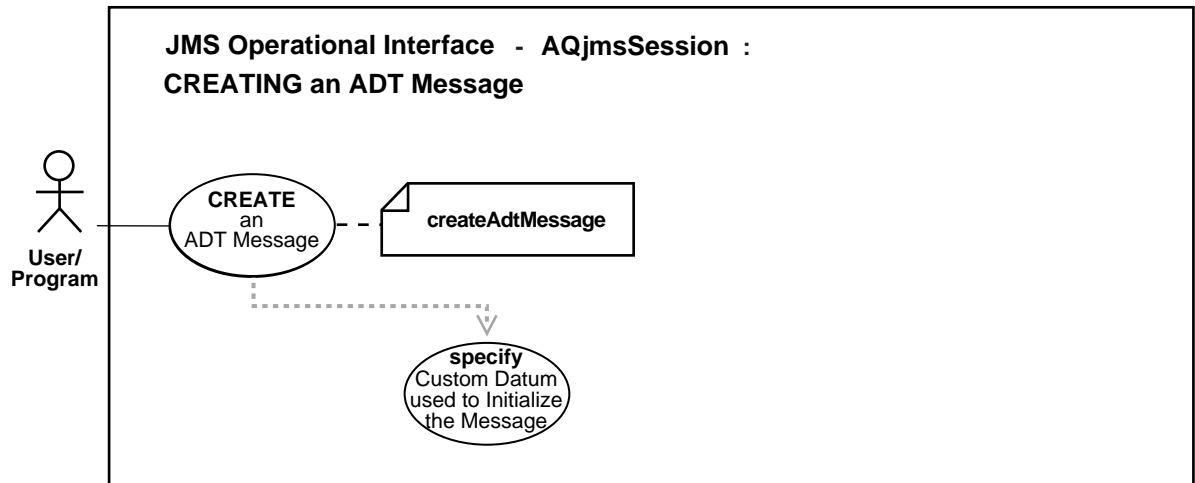 JMS Operational Interface - AQjmsSession :
CREATING an ADT Message
CREATE
an
ADT Message
createAdtMessage
User/
Program
specify
Custom Datum
used to Initialize
the Message